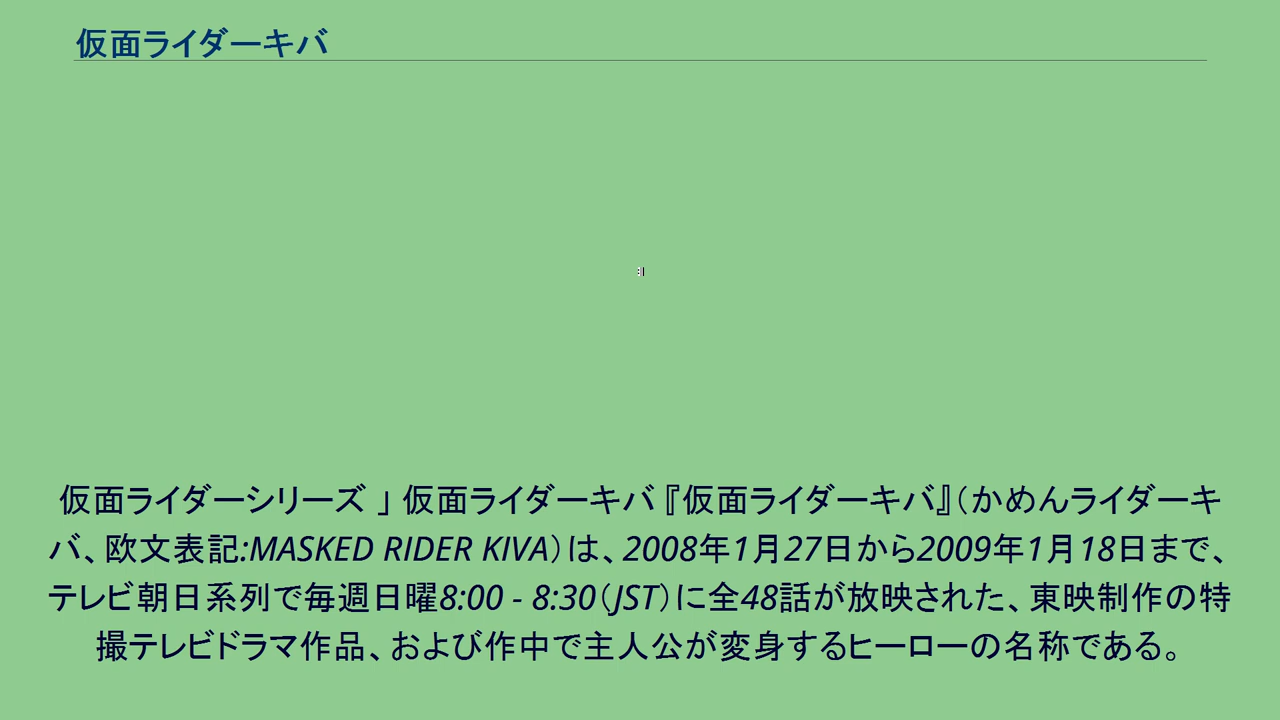 仮面ライダーキバ
仮面ライダーシリーズ 」 仮面ライダーキバ 『仮面ライダーキバ』（かめんライダーキ
バ、欧文表記:MASKED RIDER KIVA）は、2008年1月27日から2009年1月18日まで、
テレビ朝日系列で毎週日曜8:00 - 8:30（JST）に全48話が放映された、東映制作の特
撮テレビドラマ作品、および作中で主人公が変身するヒーローの名称である。